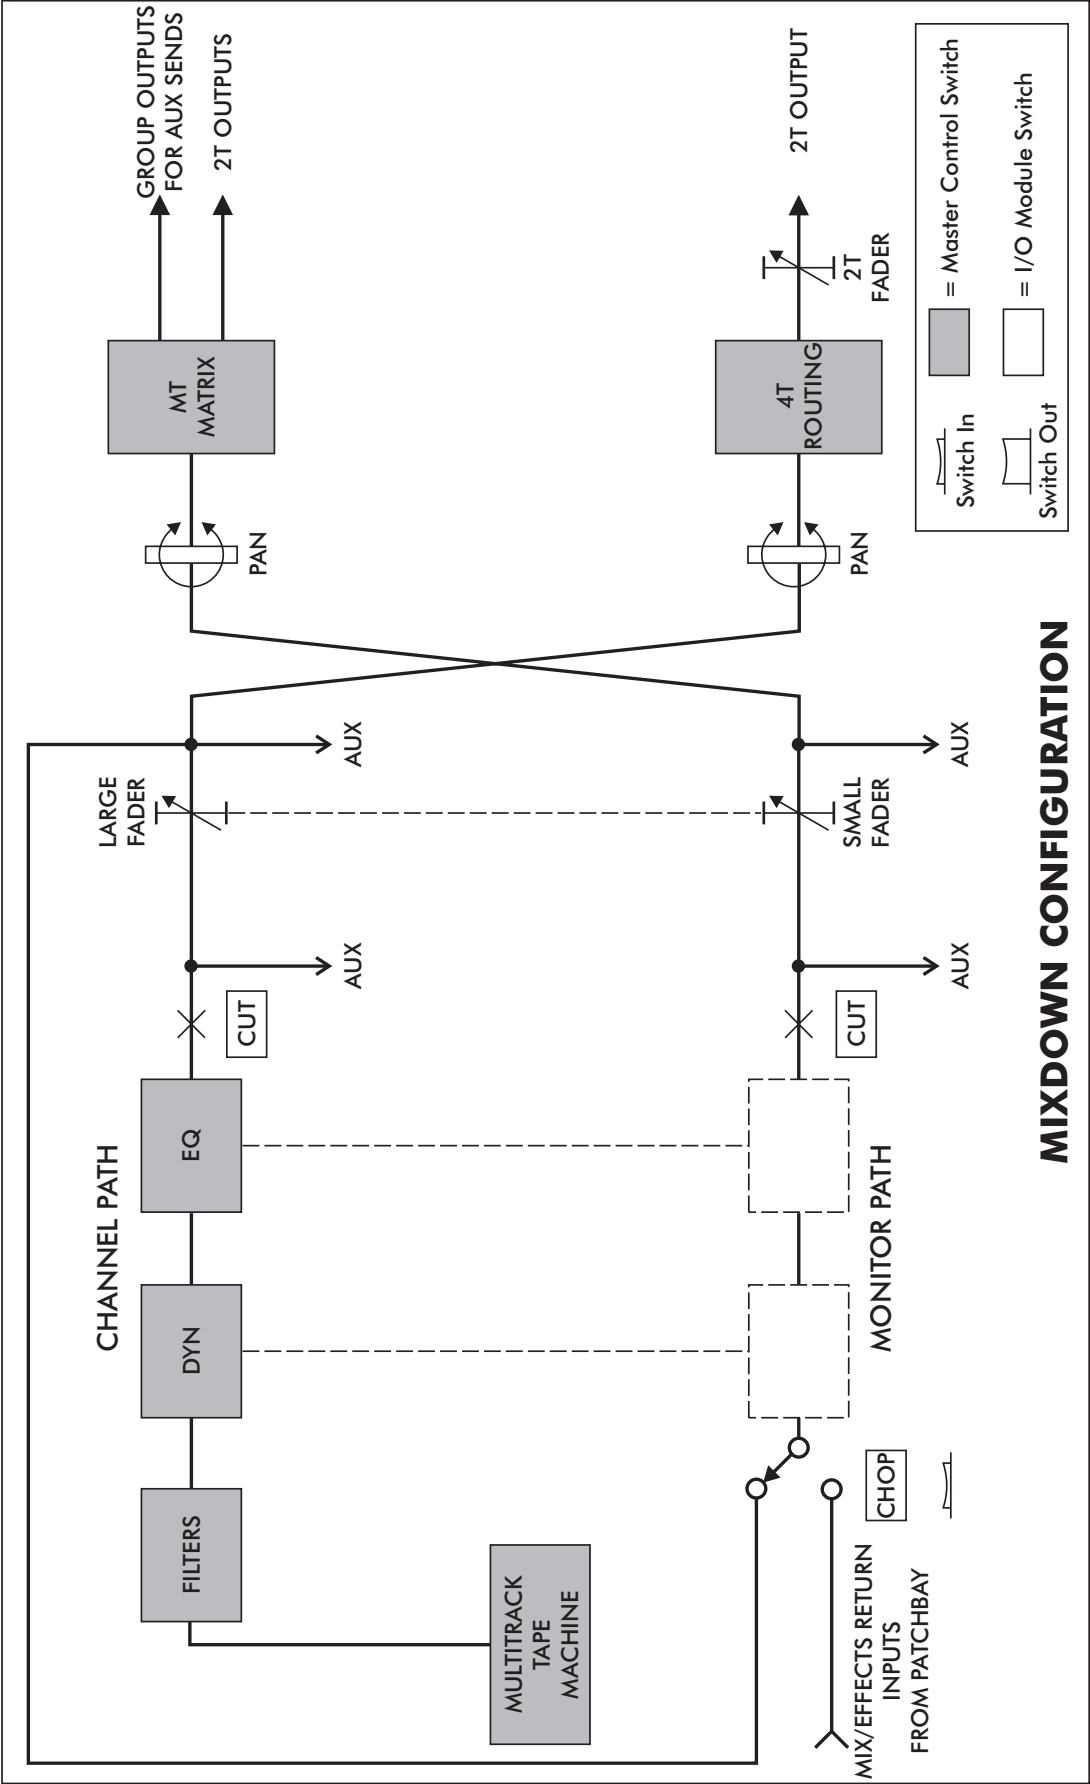 CHANNEL PATH
LARGE
FADER
GROUP OUTPUTS
FOR AUX SENDS
2T OUTPUTS
FILTERS
DYN
EQ
CUT
AUX
AUX
PAN
MT
MATRIX
MULTITRACK
TAPE
MACHINE
MIX/EFFECTS RETURN
INPUTS
FROM PATCHBAY
CHOP
MONITOR PATH
CUT
AUX
SMALL
FADER
AUX
PAN
4T
ROUTING
2T
FADER
2T OUTPUT
Switch In
= Master Control Switch
Switch Out
= I/O Module Switch
MIXDOWN CONFIGURATION